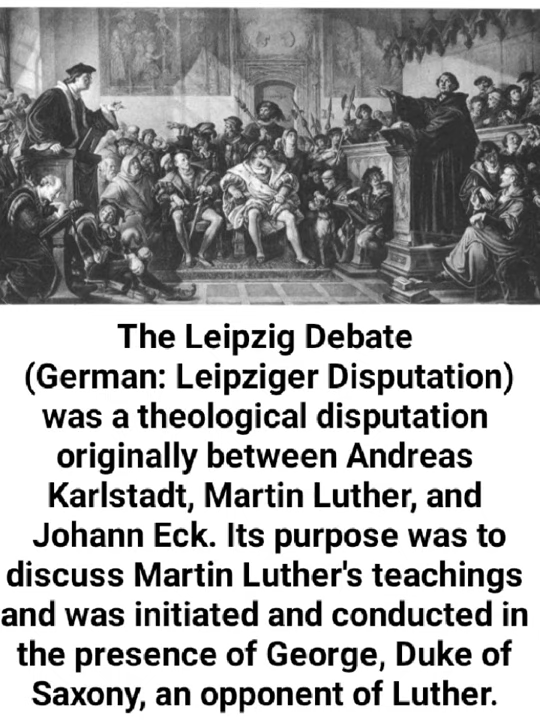 The Leipzig Debate
(German: Leipziger Disputation)
was a theological disputation
originally between Andreas
Karlstadt, Martin Luther, and
Johann Eck. Its purpose was to
discuss Martin Luther's teachings
and was initiated and conducted in
the presence of George, Duke of
Saxony, an opponent of Luther.